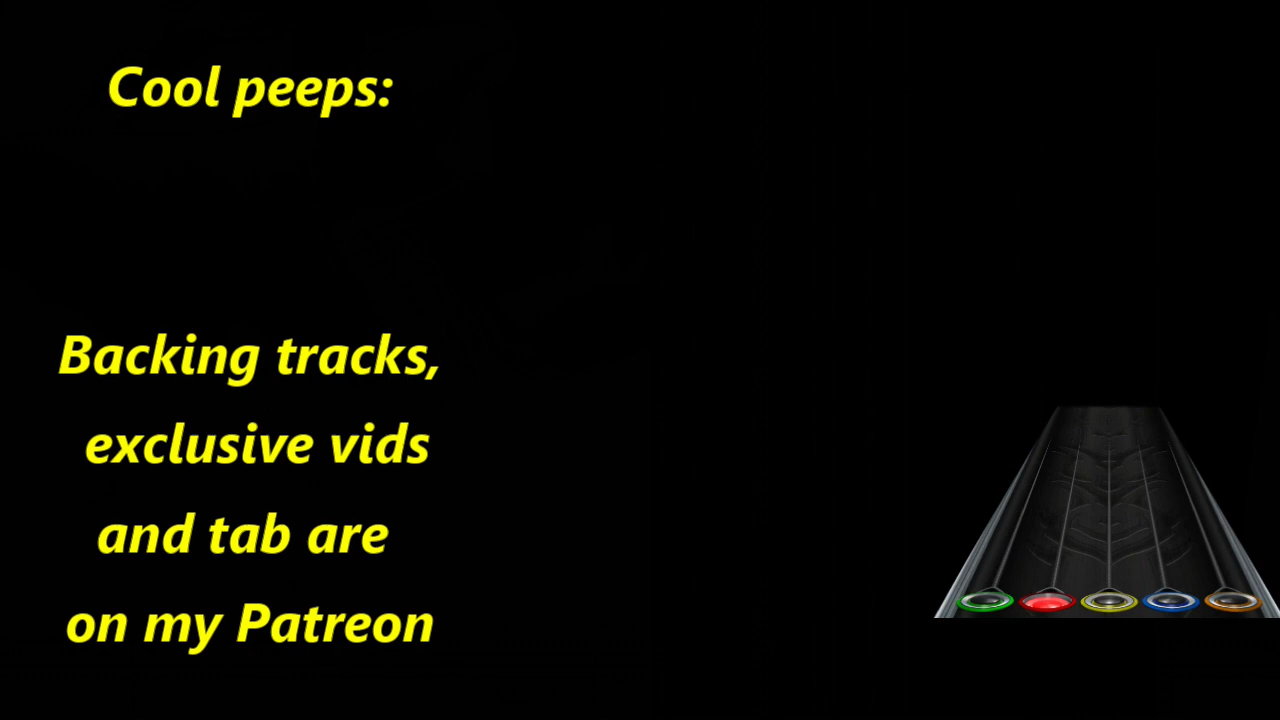 Cool peeps:
Backing tracks,
exclusive vids
and tab are
on my Patreon